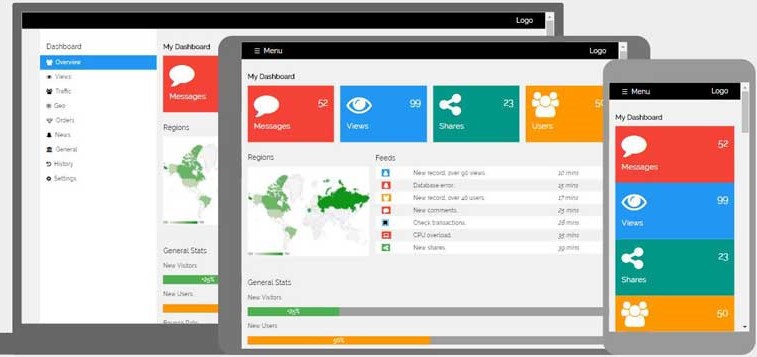 Logo
Dashboard
Overview
Views
Traffic
Geo
Orders
News
General
History
Settings
My Dashboard
Messages
Regions
General Stats
New Visitors
+25%
New Users
Menu
Logo
My Dashboard
52
Messages
99
Views
23
Shares
50
Users
Regions
Feeds
New record, over 90 views. 10 mins
Database error. 15 mins
New record, over 40 users. 17 mins
New comments. 25 mins
Check transactions. 28 mins
CPU overload. 35 mins
New shares. 39 mins
General Stats
New Visitors
+25%
New Users
50%
Menu
Logo
My Dashboard
52
Messages
99
Views
23
Shares
50